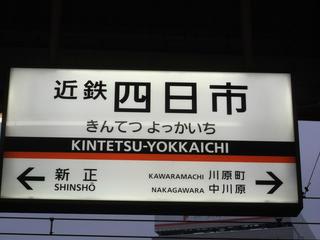 近鉄 四日市
きんてつ よっかいち
KINTETSU-YOKKAICHI
← 新正 KAWARAMACHI 川原町 →
SHINSHŌ NAKAGAWARA 中川原